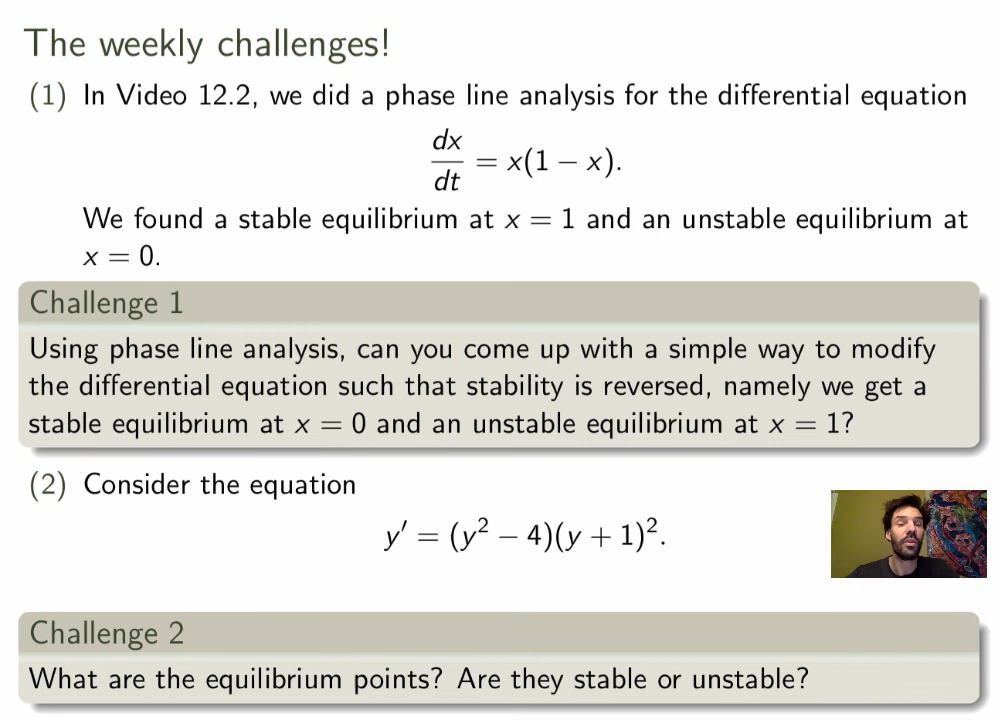 The weekly challenges!
(1) In Video 12.2, we did a phase line analysis for the differential equation
dx/dt = x(1 − x).
We found a stable equilibrium at x = 1 and an unstable equilibrium at
x = 0.
Challenge 1
Using phase line analysis, can you come up with a simple way to modify
the differential equation such that stability is reversed, namely we get a
stable equilibrium at x = 0 and an unstable equilibrium at x = 1?
(2) Consider the equation
y′ = (y² − 4)(y + 1)².
Challenge 2
What are the equilibrium points? Are they stable or unstable?